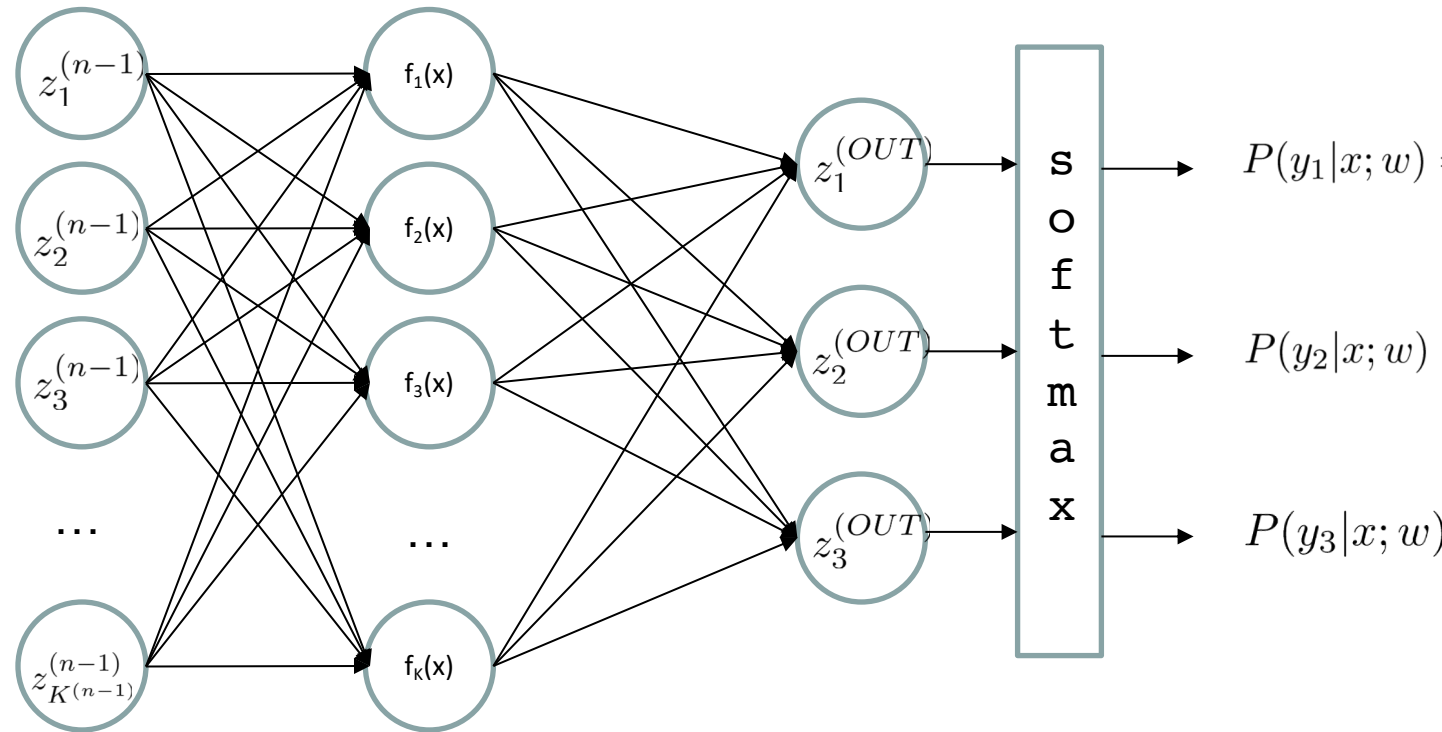 z_1^{(n-1)} f₁(x) z_1^{(OUT)} s P(y_1|x; w) =
z_2^{(n-1)} f₂(x) o
z_3^{(n-1)} f₃(x) z_2^{(OUT)} f P(y_2|x; w)
... ... t
z_{K^{(n-1)}}^{(n-1)} f_K(x) z_3^{(OUT)} m P(y_3|x; w)
a
x